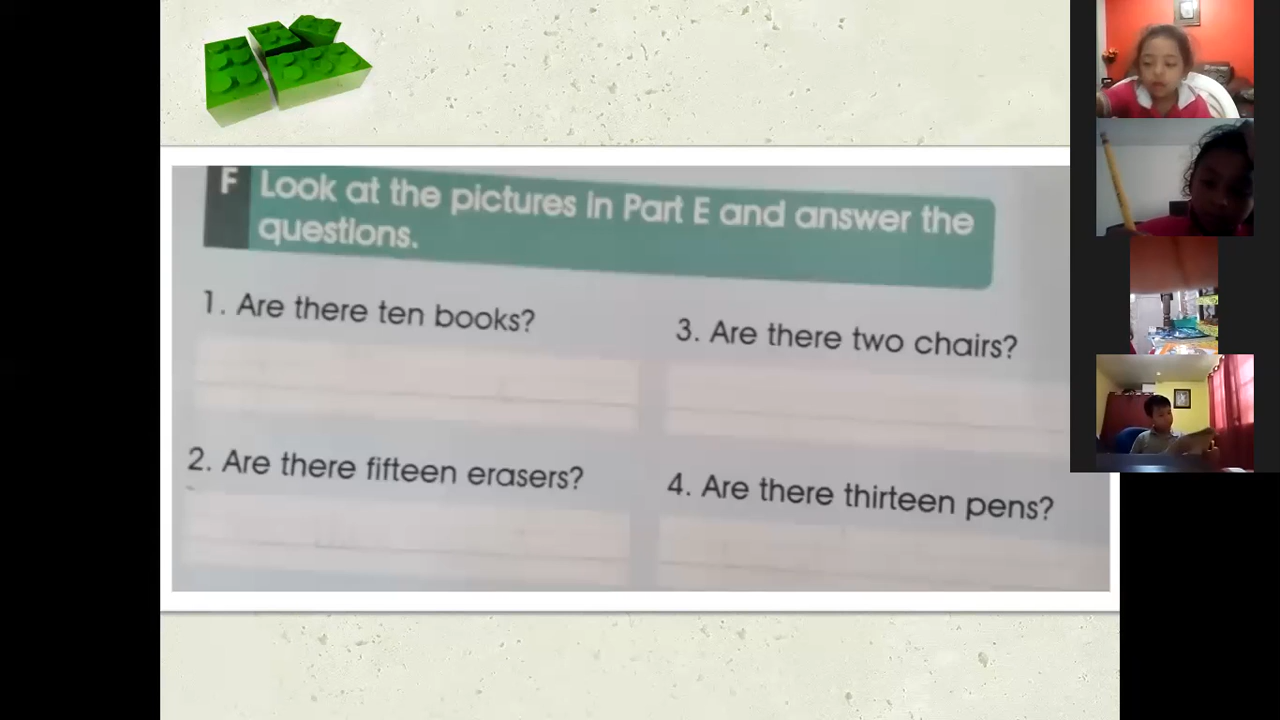 F Look at the pictures in Part E and answer the
questions.
1. Are there ten books?
3. Are there two chairs?
2. Are there fifteen erasers?
4. Are there thirteen pens?